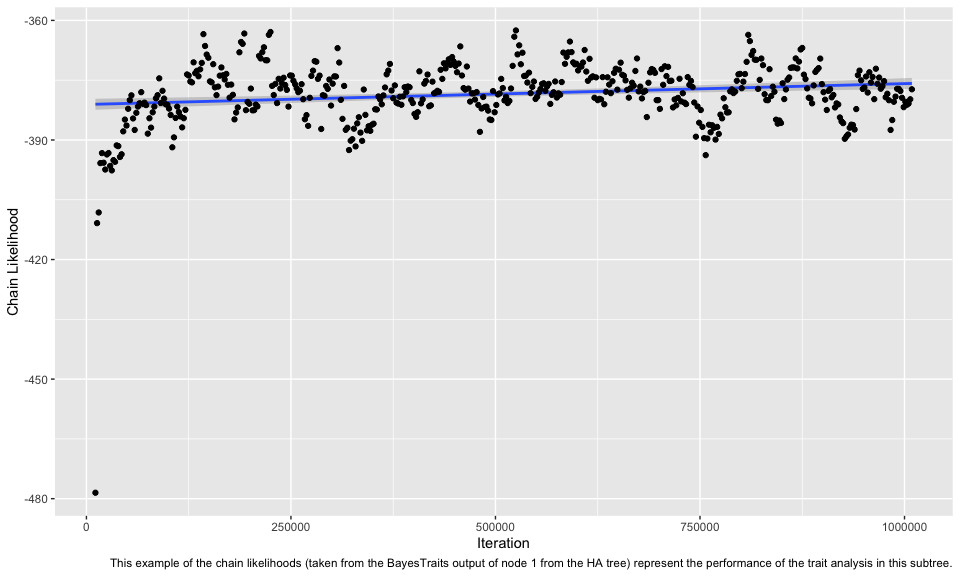 -360
-390
-420
-450
-480
Chain Likelihood
0 250000 500000 750000 1000000
Iteration
This example of the chain likelihoods (taken from the BayesTraits output of node 1 from the HA tree) represent the performance of the trait analysis in this subtree.